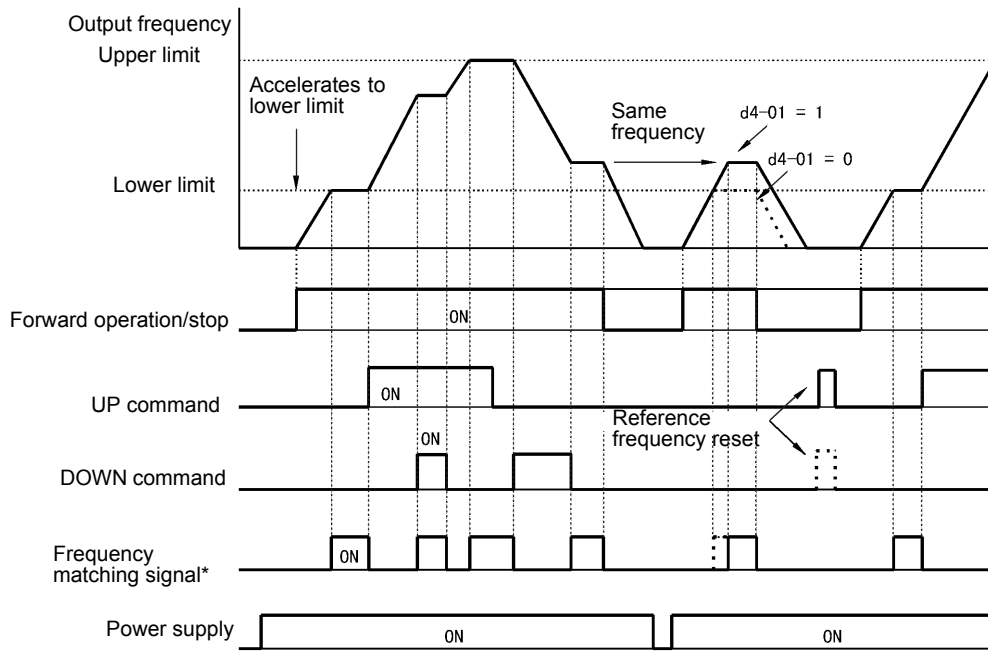 Output frequency
Upper limit
Accelerates to
lower limit
Same
frequency
d4-01 = 1
d4-01 = 0
Lower limit
Forward operation/stop
ON
UP command
ON
Reference
frequency reset
ON
DOWN command
Frequency
matching signal*
ON
Power supply
ON
ON